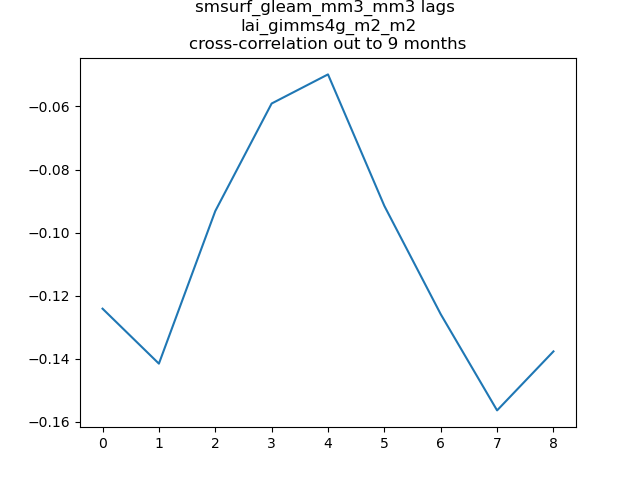 smsurf_gleam_mm3_mm3 lags
lai_gimms4g_m2_m2
cross-correlation out to 9 months
−0.06
−0.08
−0.10
−0.12
−0.14
−0.16
0 1 2 3 4 5 6 7 8